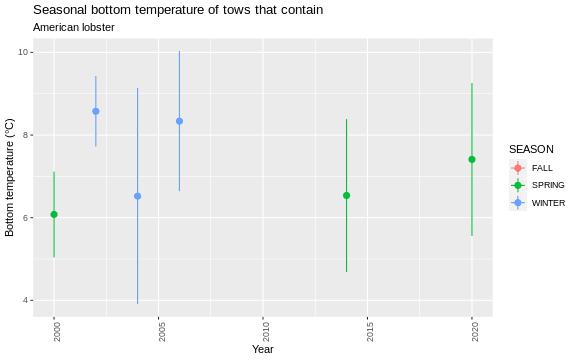 Seasonal bottom temperature of tows that contain
American lobster
10
8
6
4
Bottom temperature (°C)
2000
2005
2010
2015
2020
Year
SEASON
FALL
SPRING
WINTER